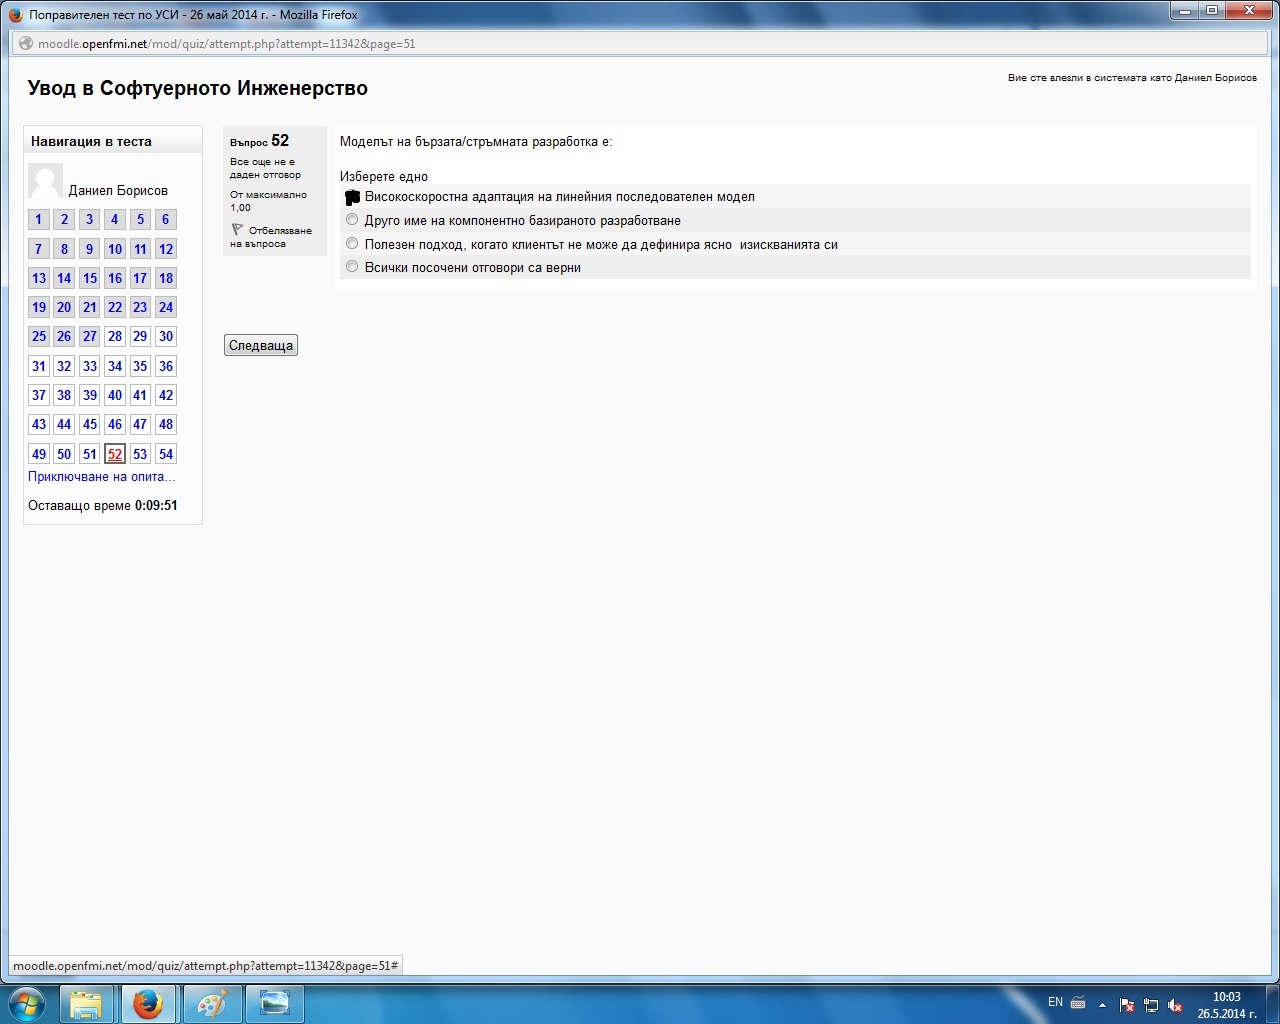 Поправителен тест по УСИ - 26 май 2014 г. - Mozilla Firefox
moodle.openfmi.net/mod/quiz/attempt.php?attempt=11342&page=51
Вие сте влезли в системата като Даниел Борисов
Увод в Софтуерното Инженерство
Навигация в теста
Даниел Борисов
1 2 3 4 5 6
7 8 9 10 11 12
13 14 15 16 17 18
19 20 21 22 23 24
25 26 27 28 29 30
31 32 33 34 35 36
37 38 39 40 41 42
43 44 45 46 47 48
49 50 51 52 53 54
Приключване на опита...
Оставащо време 0:09:51
Въпрос 52
Все още не е
даден отговор
От максимално
1,00
Отбелязване
на въпроса
Моделът на бързата/стръмната разработка е:
Изберете едно
Високоскоростна адаптация на линейния последователен модел
Друго име на компонентно базираното разработване
Полезен подход, когато клиентът не може да дефинира ясно  изискванията си
Всички посочени отговори са верни
Следваща
moodle.openfmi.net/mod/quiz/attempt.php?attempt=11342&page=51#
EN
10:03
26.5.2014 г.